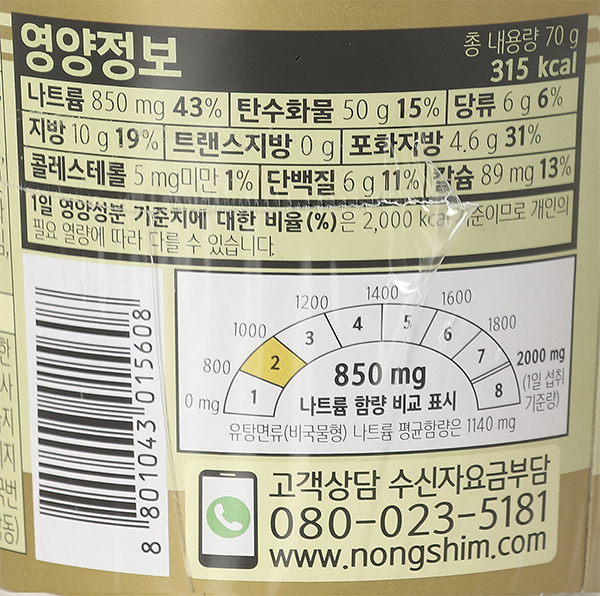 영양정보
총 내용량 70 g
315 kcal
나트륨 850 mg 43% 탄수화물 50 g 15% 당류 6 g 6%
지방 10 g 19% 트랜스지방 0 g 포화지방 4.6 g 31%
콜레스테롤 5 mg미만 1% 단백질 6 g 11% 칼슘 89 mg 13%
1일 영양성분 기준치에 대한 비율(%)은 2,000 kcal 기준이므로 개인의
필요 열량에 따라 다를 수 있습니다.
0 mg 800 1000 1200 1400 1600 1800 2000 mg
(1일 섭취
기준량)
1 2 3 4 5 6 7 8
850 mg
나트륨 함량 비교 표시
유탕면류(비국물형) 나트륨 평균함량은 1140 mg
8 801043 015608
고객상담 수신자요금부담
080-023-5181
www.nongshim.com